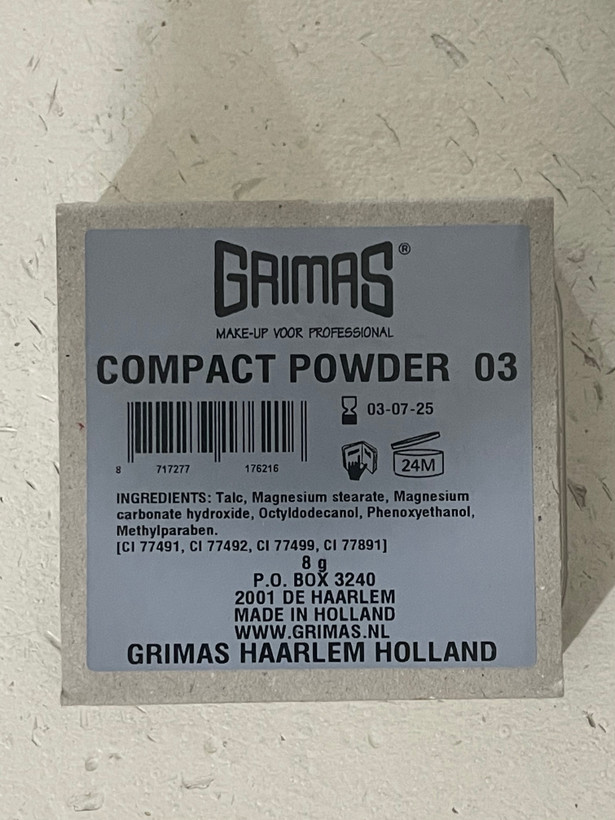 GRIMAS®
MAKE-UP VOOR PROFESSIONAL
COMPACT POWDER 03
03-07-25
24M
8 717277 176216
INGREDIENTS: Talc, Magnesium stearate, Magnesium
carbonate hydroxide, Octyldodecanol, Phenoxyethanol,
Methylparaben.
[CI 77491, CI 77492, CI 77499, CI 77891]
8 g
P.O. BOX 3240
2001 DE HAARLEM
MADE IN HOLLAND
WWW.GRIMAS.NL
GRIMAS HAARLEM HOLLAND